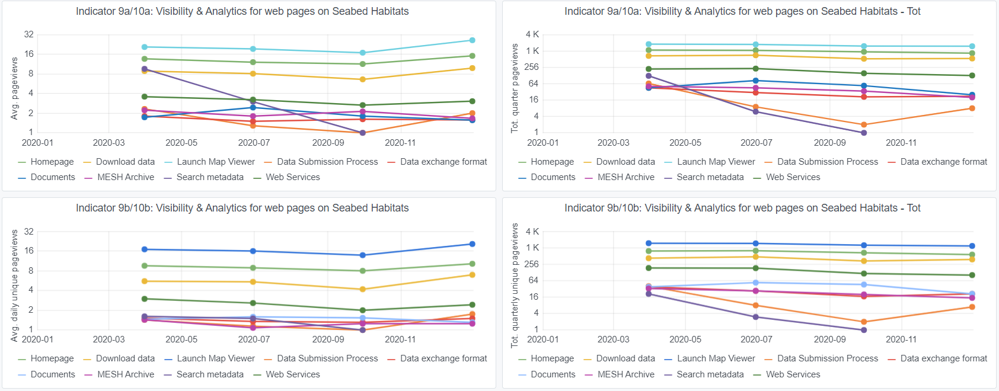 Indicator 9a/10a: Visibility & Analytics for web pages on Seabed Habitats
Avg. pageviews
32
16
8
4
2
1
2020-01 2020-03 2020-05 2020-07 2020-09 2020-11
Homepage Download data Launch Map Viewer Data Submission Process Data exchange format
Documents MESH Archive Search metadata Web Services
Indicator 9a/10a: Visibility & Analytics for web pages on Seabed Habitats - Tot
Tot. quarter pageviews
4 K
1 K
256
64
16
4
1
2020-01 2020-03 2020-05 2020-07 2020-09 2020-11
Homepage Download data Launch Map Viewer Data Submission Process Data exchange format
Documents MESH Archive Search metadata Web Services
Indicator 9b/10b: Visibility & Analytics for web pages on Seabed Habitats
Avg. daily unique pageviews
32
16
8
4
2
1
2020-01 2020-03 2020-05 2020-07 2020-09 2020-11
Homepage Download data Launch Map Viewer Data Submission Process Data exchange format
Documents MESH Archive Search metadata Web Services
Indicator 9b/10b: Visibility & Analytics for web pages on Seabed Habitats - Tot
Tot. quarterly unique pageviews
4 K
1 K
256
64
16
4
1
2020-01 2020-03 2020-05 2020-07 2020-09 2020-11
Homepage Download data Launch Map Viewer Data Submission Process Data exchange format
Documents MESH Archive Search metadata Web Services